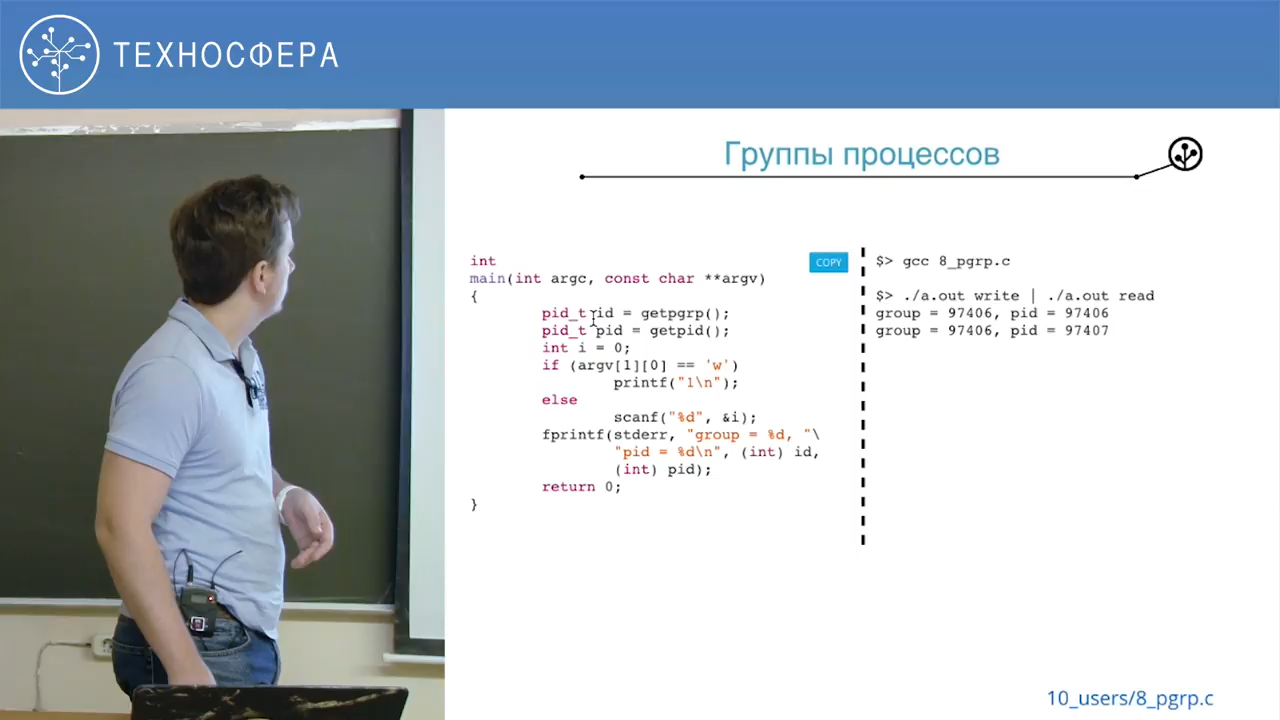 ТЕХНОСФЕРА
Группы процессов
int
main(int argc, const char **argv)
{
pid_t id = getpgrp();
pid_t pid = getpid();
int i = 0;
if (argv[1][0] == 'w')
printf("1\n");
else
scanf("%d", &i);
fprintf(stderr, "group = %d, "\
"pid = %d\n", (int) id,
(int) pid);
return 0;
}
COPY
$> gcc 8_pgrp.c
$> ./a.out write | ./a.out read
group = 97406, pid = 97406
group = 97406, pid = 97407
10_users/8_pgrp.c